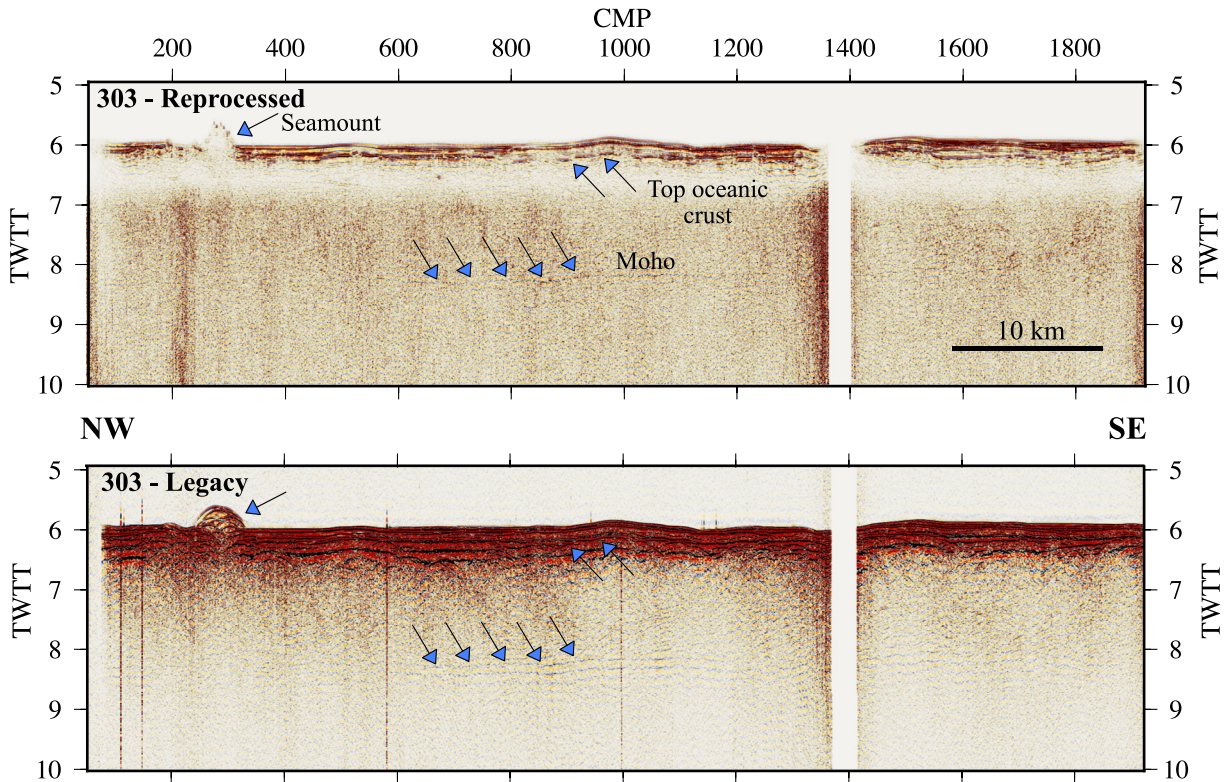 CMP
200 400 600 800 1000 1200 1400 1600 1800
5 5
303 - Reprocessed
Seamount
6 6
Top oceanic
crust
7 7
TWTT TWTT
Moho
8 8
9 9
10 km
10 10
NW SE
5 5
303 - Legacy
6 6
7 7
TWTT TWTT
8 8
9 9
10 10